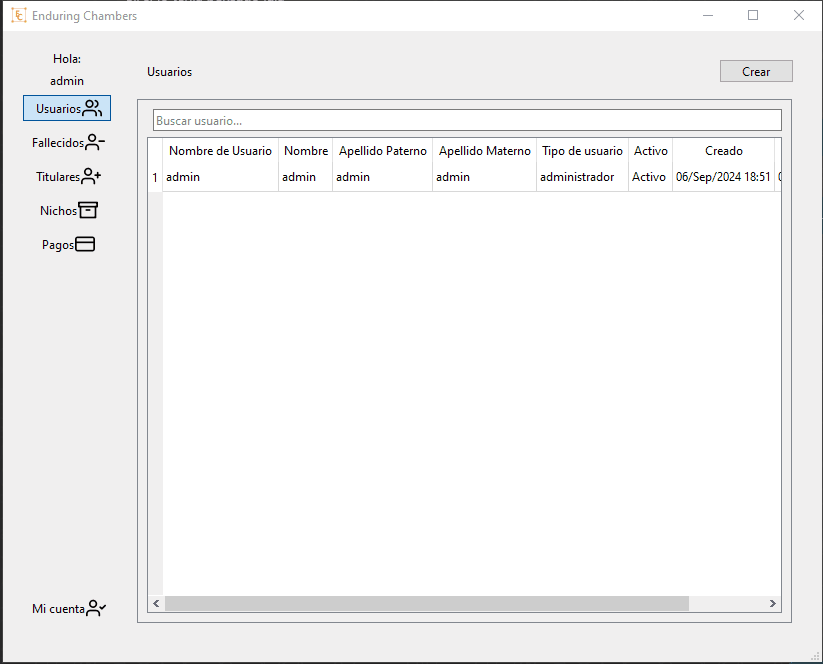 Enduring Chambers
Hola:
admin
Usuarios
Fallecidos
Titulares
Nichos
Pagos
Mi cuenta
Usuarios
Crear
Buscar usuario...
Nombre de Usuario Nombre Apellido Paterno Apellido Materno Tipo de usuario Activo Creado
1 admin admin admin admin administrador Activo 06/Sep/2024 18:51